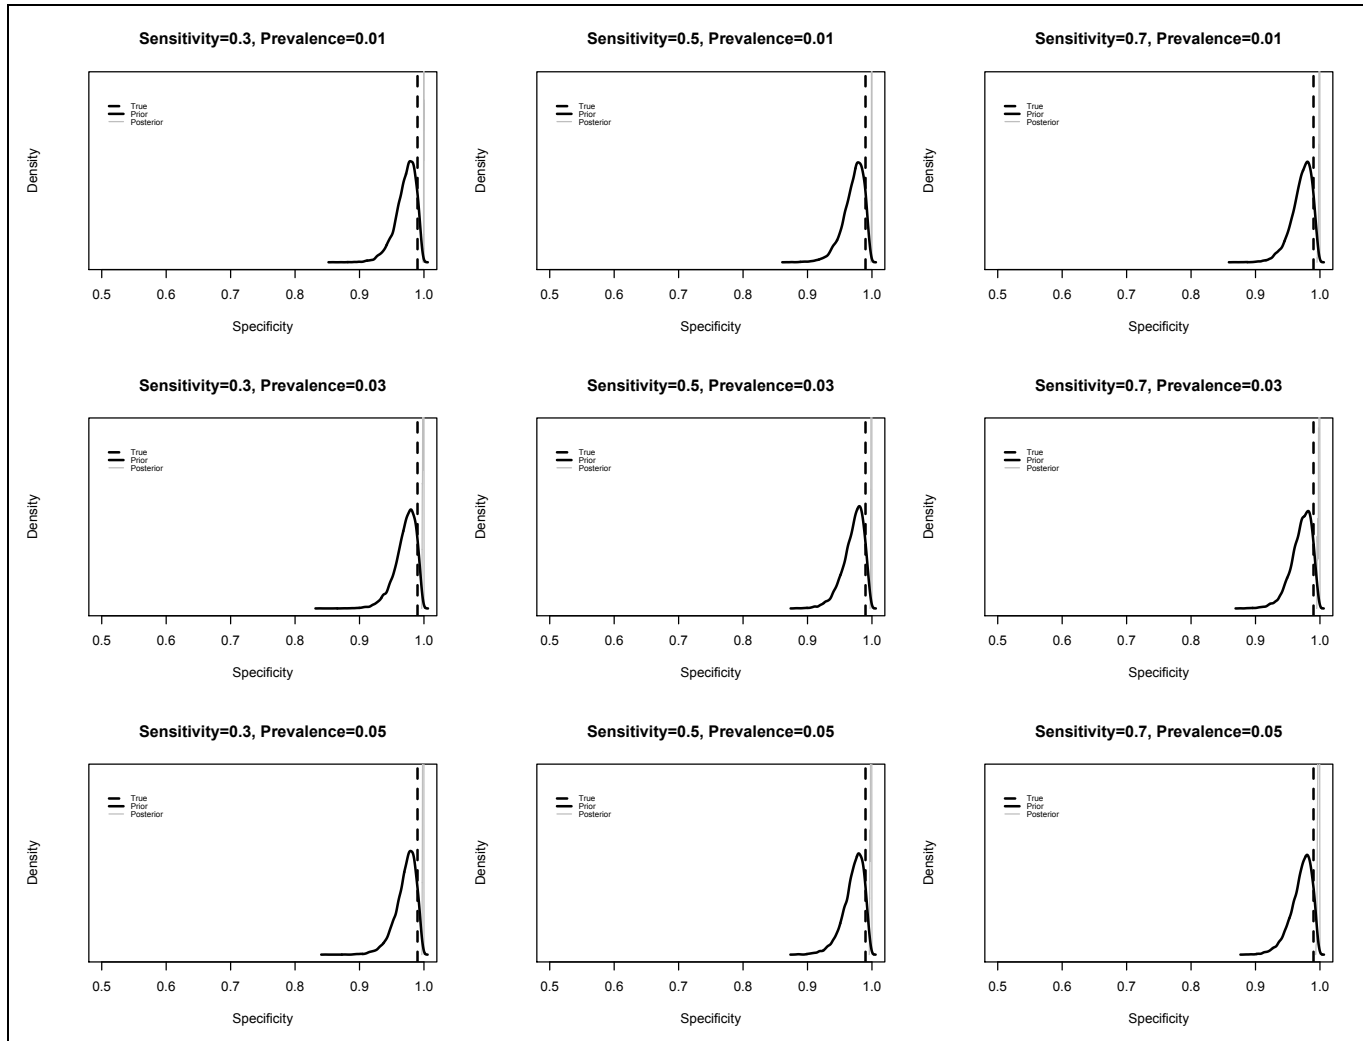 Sensitivity=0.3, Prevalence=0.01
Density
True
Prior
Posterior
0.5 0.6 0.7 0.8 0.9 1.0
Specificity
Sensitivity=0.5, Prevalence=0.01
Density
True
Prior
Posterior
0.5 0.6 0.7 0.8 0.9 1.0
Specificity
Sensitivity=0.7, Prevalence=0.01
Density
True
Prior
Posterior
0.5 0.6 0.7 0.8 0.9 1.0
Specificity
Sensitivity=0.3, Prevalence=0.03
Density
True
Prior
Posterior
0.5 0.6 0.7 0.8 0.9 1.0
Specificity
Sensitivity=0.5, Prevalence=0.03
Density
True
Prior
Posterior
0.5 0.6 0.7 0.8 0.9 1.0
Specificity
Sensitivity=0.7, Prevalence=0.03
Density
True
Prior
Posterior
0.5 0.6 0.7 0.8 0.9 1.0
Specificity
Sensitivity=0.3, Prevalence=0.05
Density
True
Prior
Posterior
0.5 0.6 0.7 0.8 0.9 1.0
Specificity
Sensitivity=0.5, Prevalence=0.05
Density
True
Prior
Posterior
0.5 0.6 0.7 0.8 0.9 1.0
Specificity
Sensitivity=0.7, Prevalence=0.05
Density
True
Prior
Posterior
0.5 0.6 0.7 0.8 0.9 1.0
Specificity